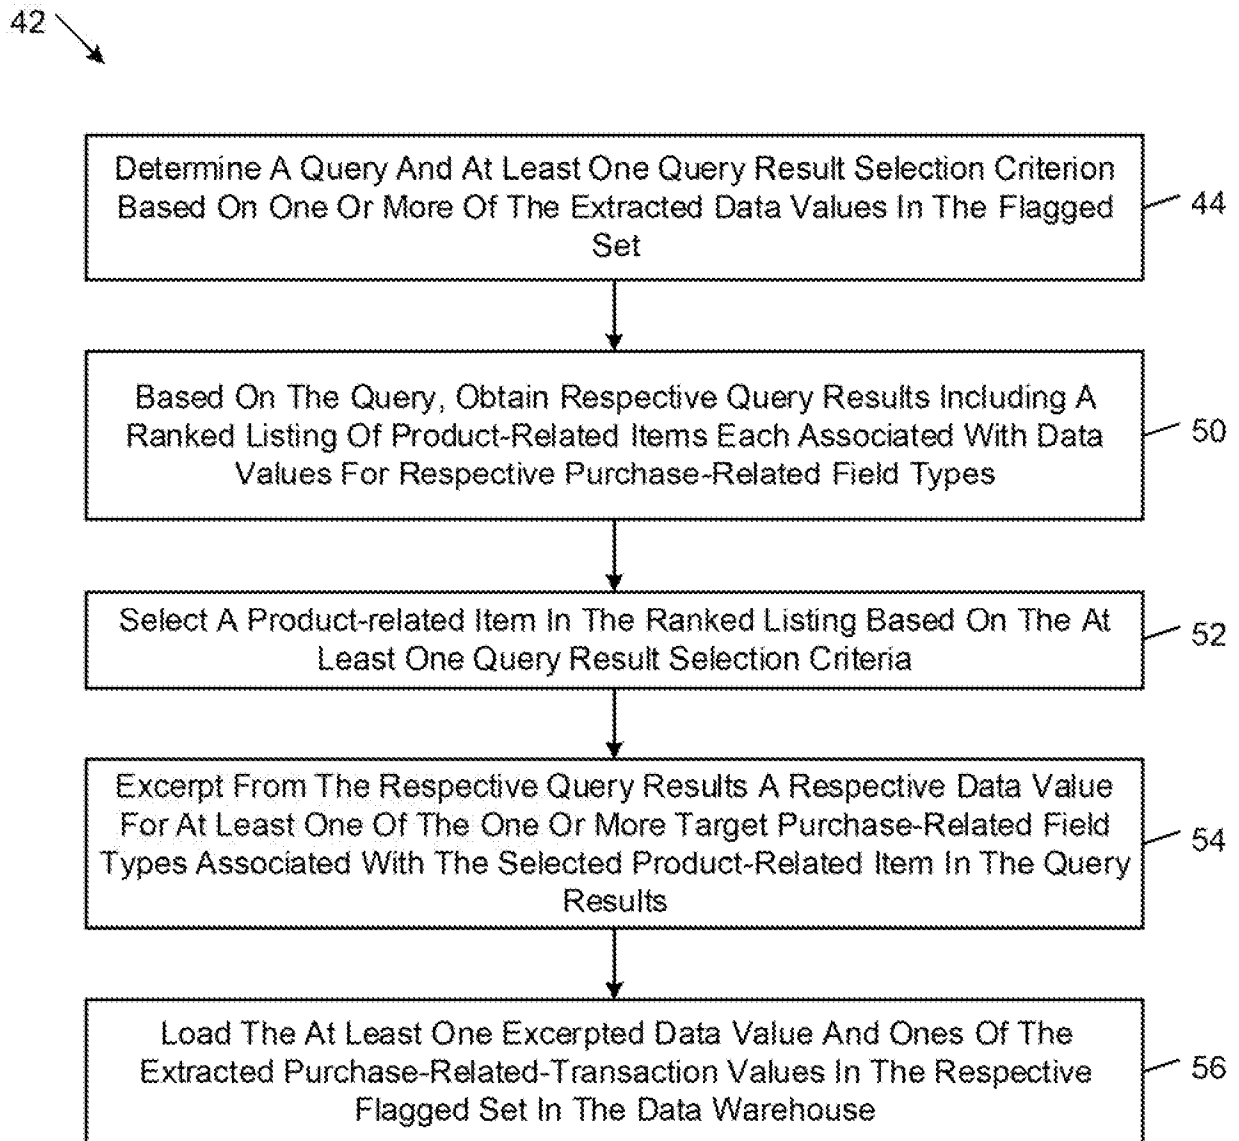 42
Determine A Query And At Least One Query Result Selection Criterion
Based On One Or More Of The Extracted Data Values In The Flagged
Set
44
Based On The Query, Obtain Respective Query Results Including A
Ranked Listing Of Product-Related Items Each Associated With Data
Values For Respective Purchase-Related Field Types
50
Select A Product-related Item In The Ranked Listing Based On The At
Least One Query Result Selection Criteria
52
Excerpt From The Respective Query Results A Respective Data Value
For At Least One Of The One Or More Target Purchase-Related Field
Types Associated With The Selected Product-Related Item In The Query
Results
54
Load The At Least One Excerpted Data Value And Ones Of The
Extracted Purchase-Related-Transaction Values In The Respective
Flagged Set In The Data Warehouse
56